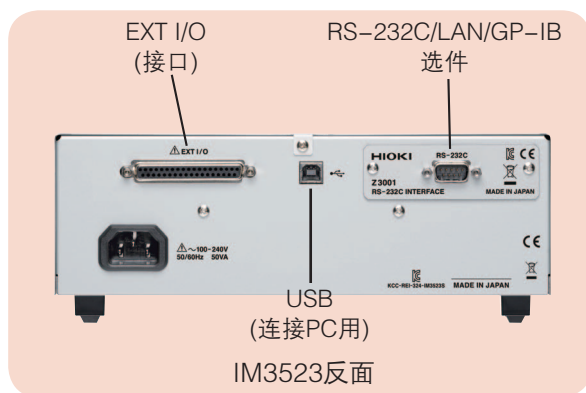 EXT I/O
(接口)
RS-232C/LAN/GP-IB
选件
⚠EXT I/O
HIOKI RS-232C
Z3001
RS-232C INTERFACE MADE IN JAPAN
CE
⚠~100-240V
50/60Hz 50VA
CE
KCC-REI-324-IM3523S MADE IN JAPAN
USB
(连接PC用)
IM3523反面